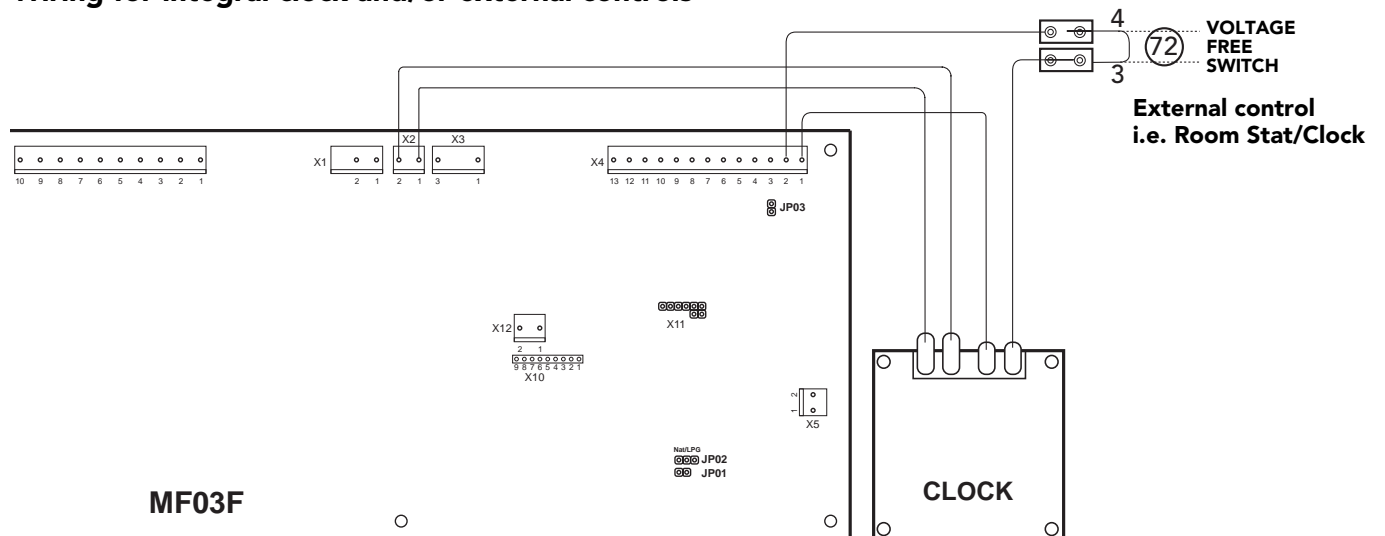 Wiring for integral clock and/or external controls
4
72
3
VOLTAGE
FREE
SWITCH
External control
i.e. Room Stat/Clock
X1
X2
X3
X4
10 9 8 7 6 5 4 3 2 1
2 1
2 1
3 1
13 12 11 10 9 8 7 6 5 4 3 2 1
JP03
X11
X12
2 1
9 8 7 6 5 4 3 2 1
X10
2
1
X5
Nat/LPG
JP02
JP01
MF03F
CLOCK